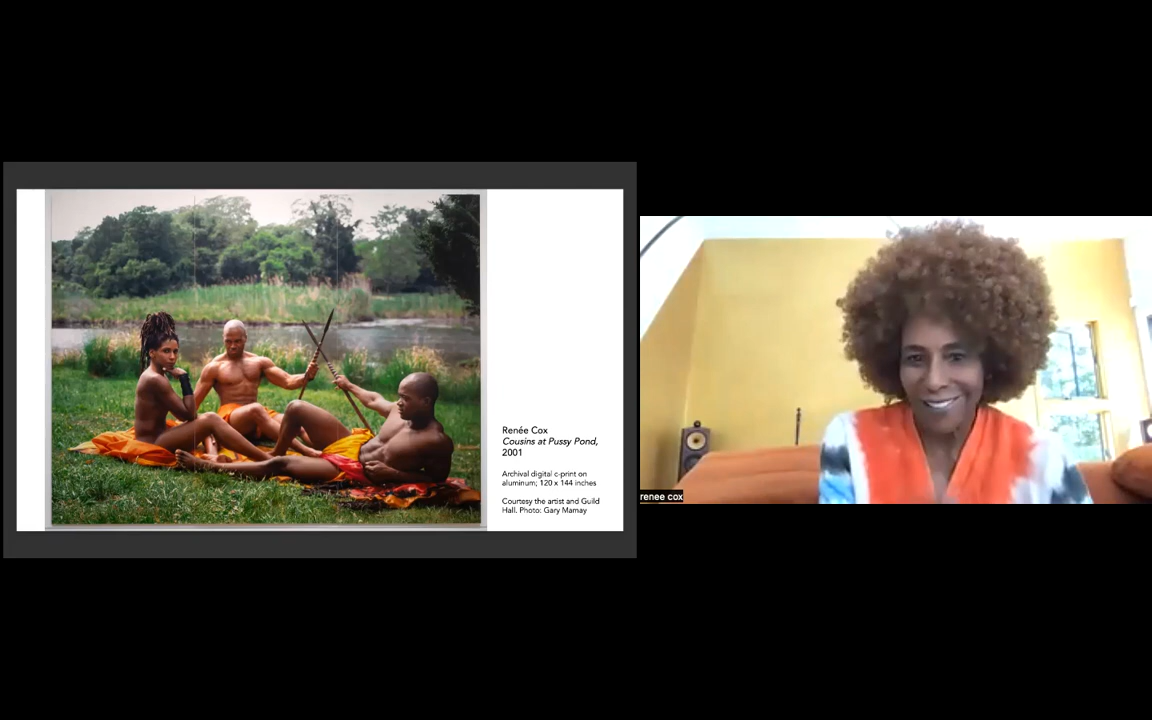 Renée Cox
Cousins at Pussy Pond,
2001
Archival digital c-print on
aluminum; 120 x 144 inches
Courtesy the artist and Guild
Hall. Photo: Gary Mamay
renee cox